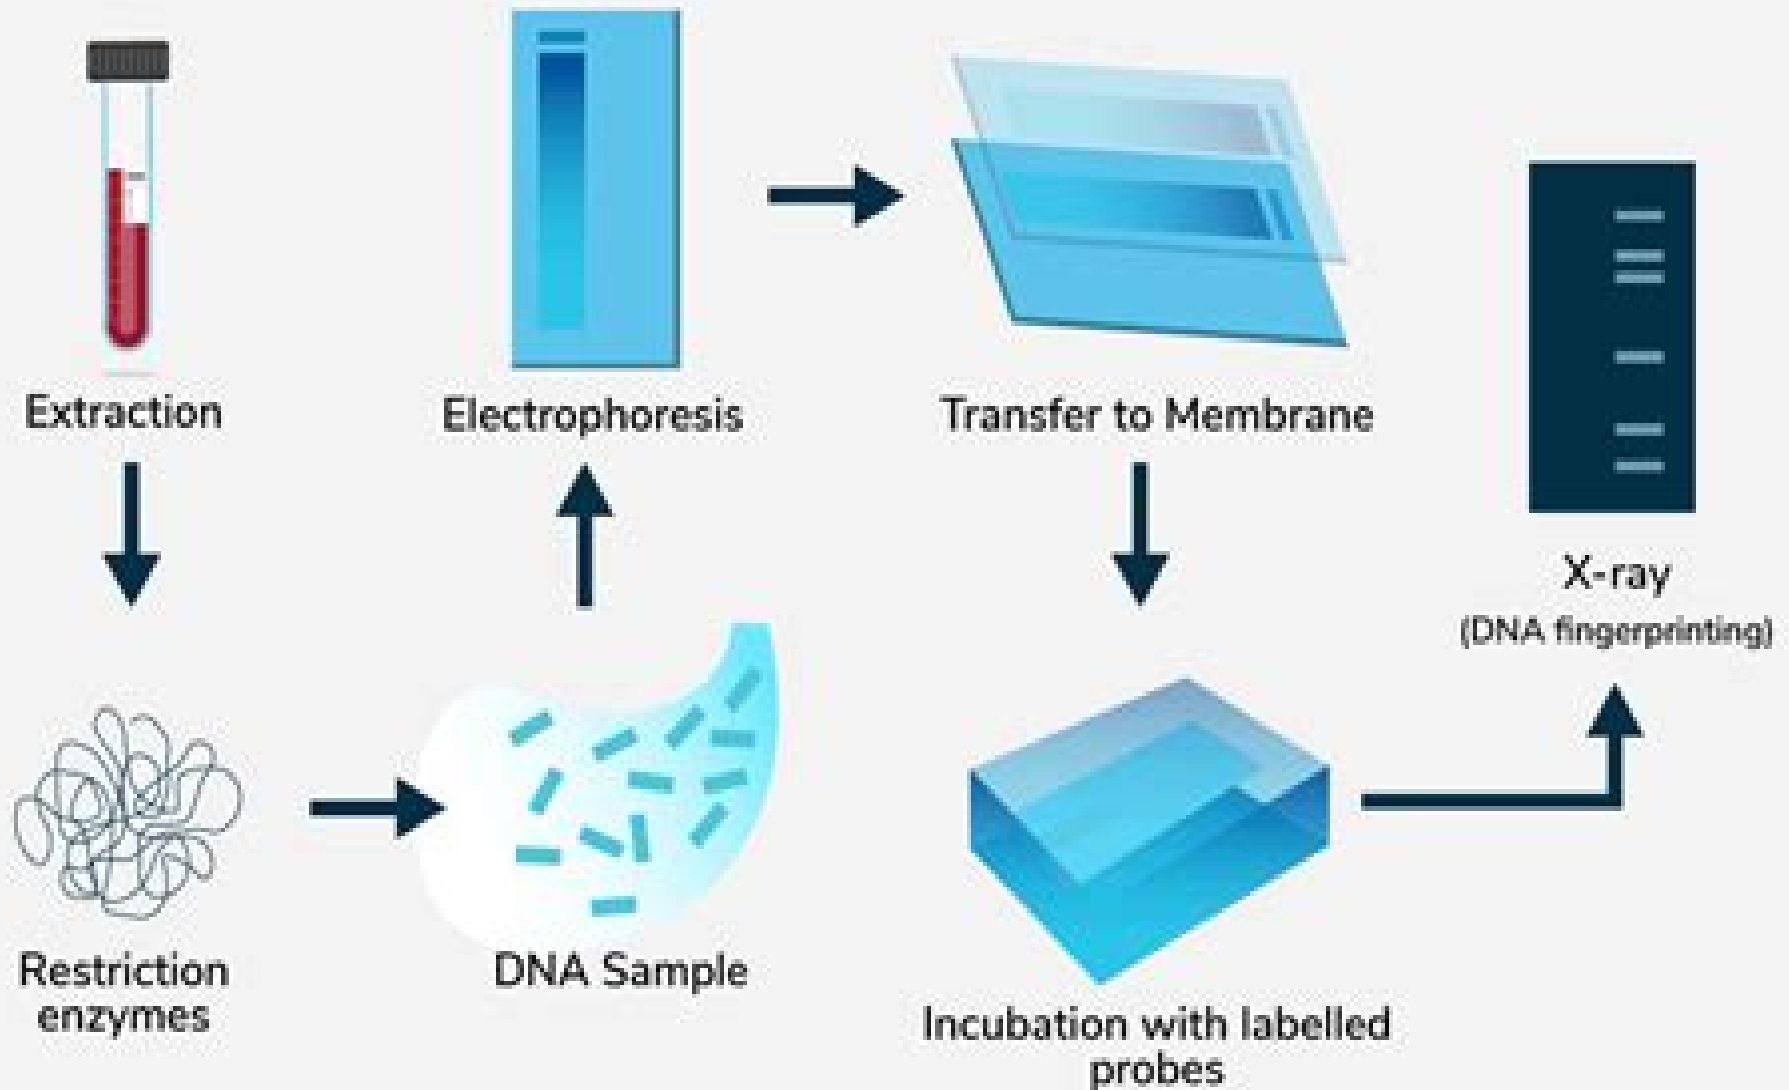 Extraction
Electrophoresis
Transfer to Membrane
X-ray
(DNA fingerprinting)
Restriction
enzymes
DNA Sample
Incubation with labelled
probes